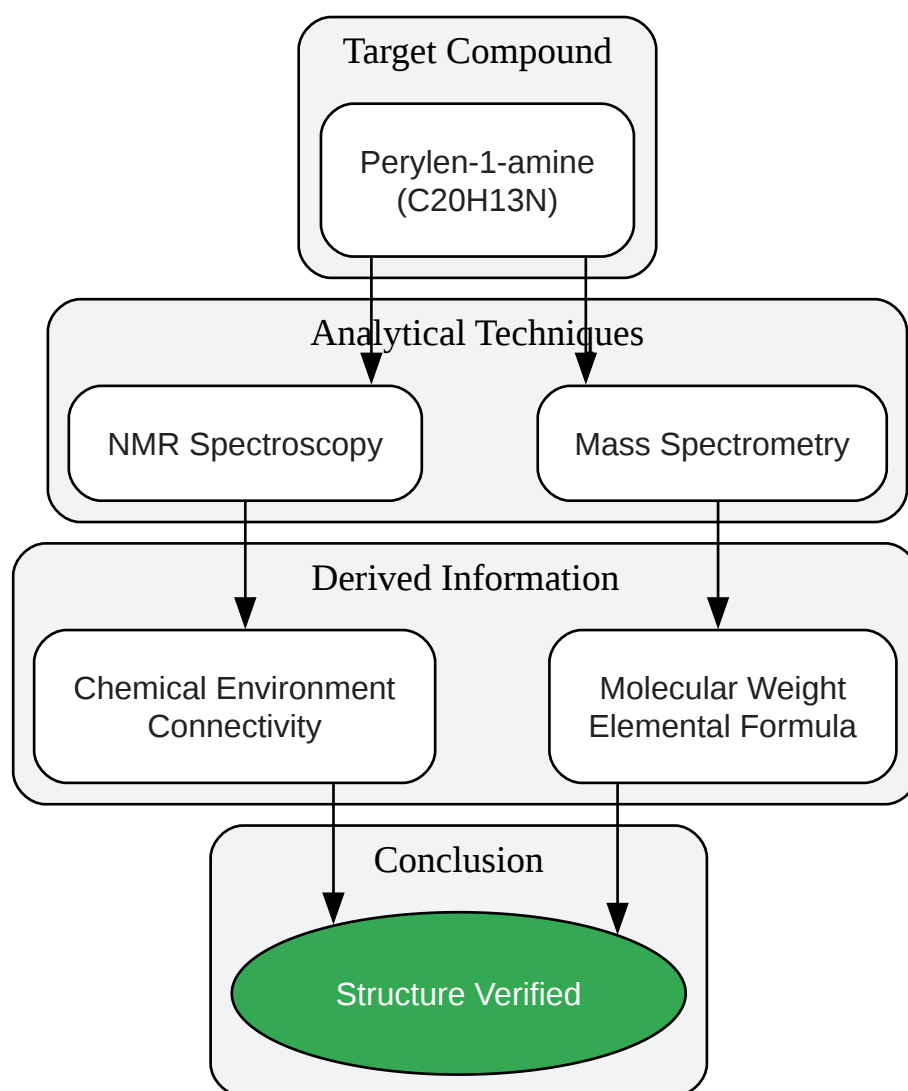 Target Compound
Perylen-1-amine
(C20H13N)
Analytical Techniques
NMR Spectroscopy
Mass Spectrometry
Derived Information
Chemical Environment
Connectivity
Molecular Weight
Elemental Formula
Conclusion
Structure Verified